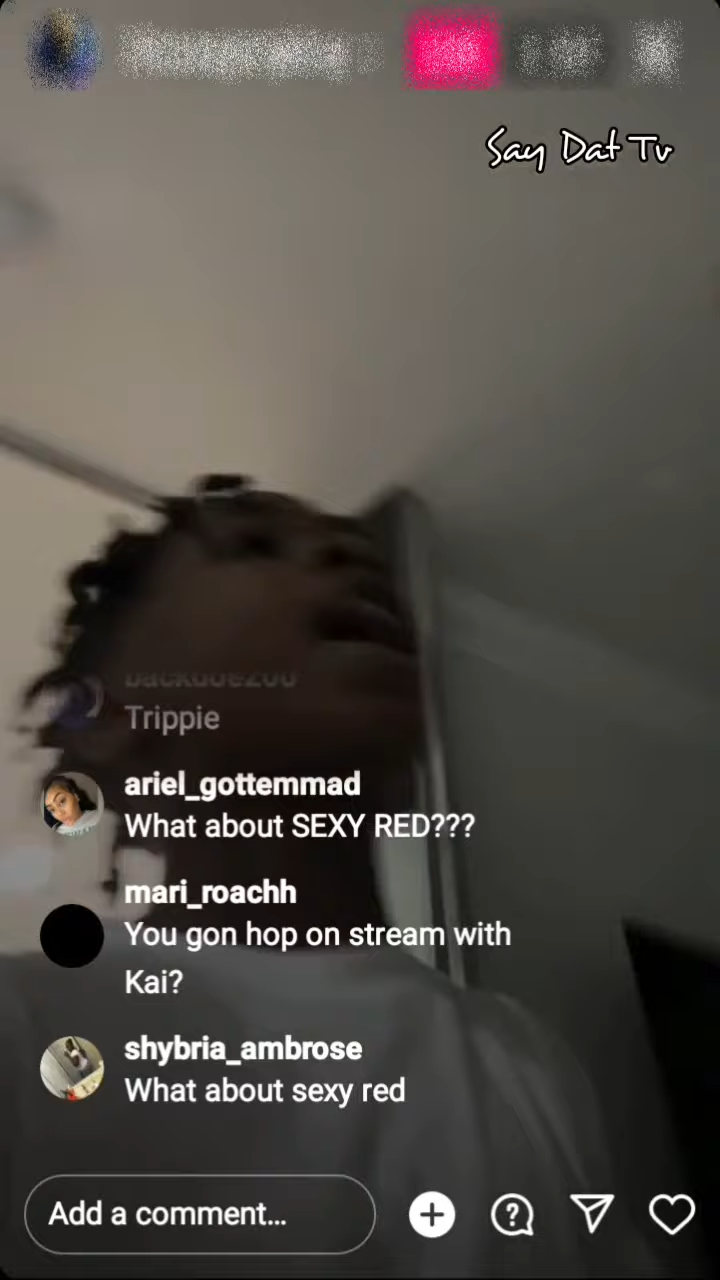 Say Dat Tv
Trippie
ariel_gottemmad
What about SEXY RED???
mari_roachh
You gon hop on stream with
Kai?
shybria_ambrose
What about sexy red
Add a comment...